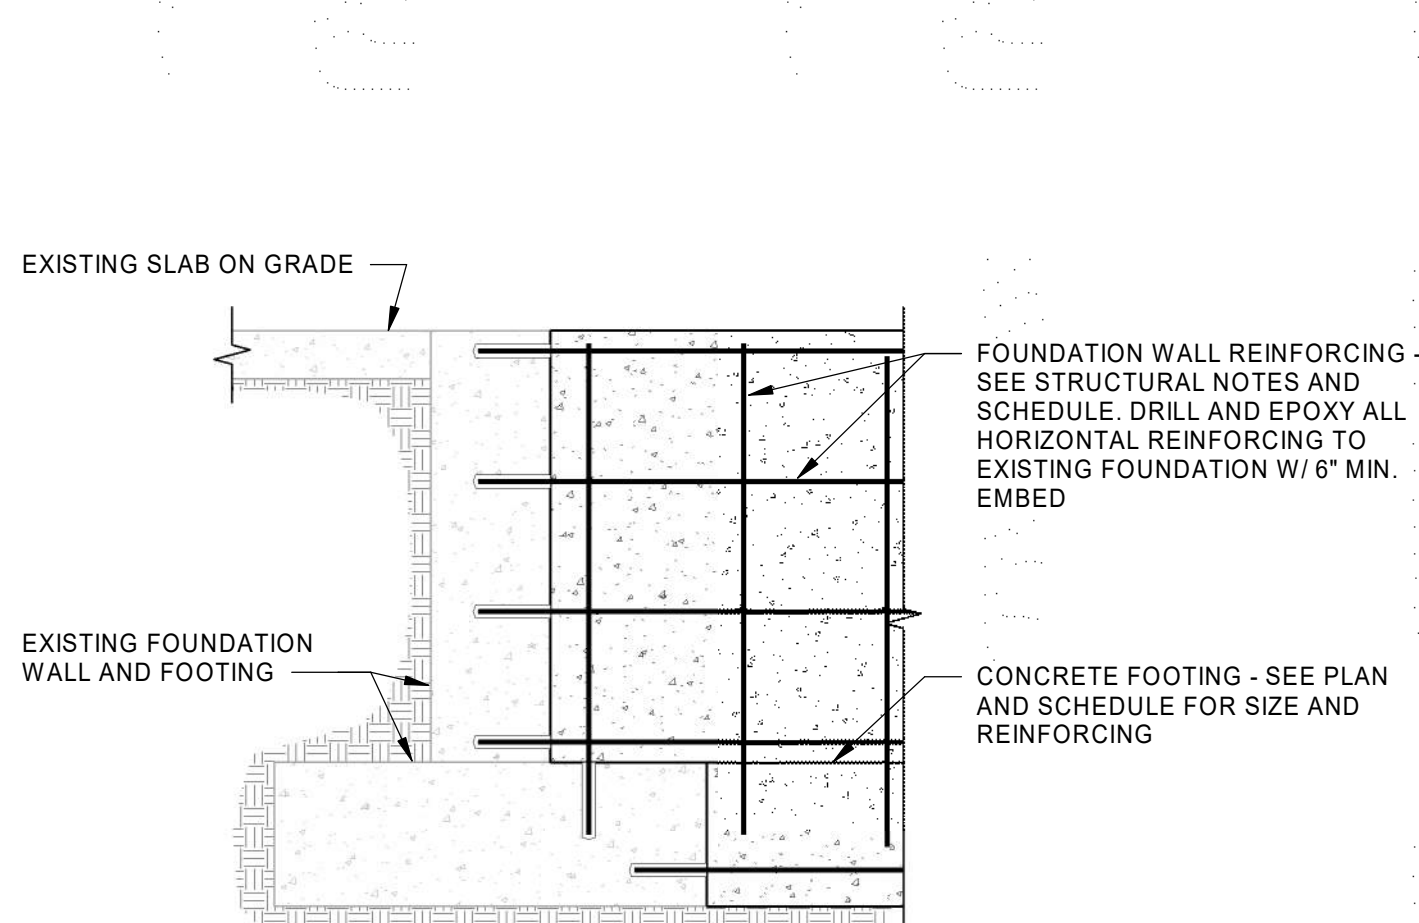 EXISTING SLAB ON GRADE
FOUNDATION WALL REINFORCING -
SEE STRUCTURAL NOTES AND
SCHEDULE. DRILL AND EPOXY ALL
HORIZONTAL REINFORCING TO
EXISTING FOUNDATION W/ 6" MIN.
EMBED
EXISTING FOUNDATION
WALL AND FOOTING
CONCRETE FOOTING - SEE PLAN
AND SCHEDULE FOR SIZE AND
REINFORCING